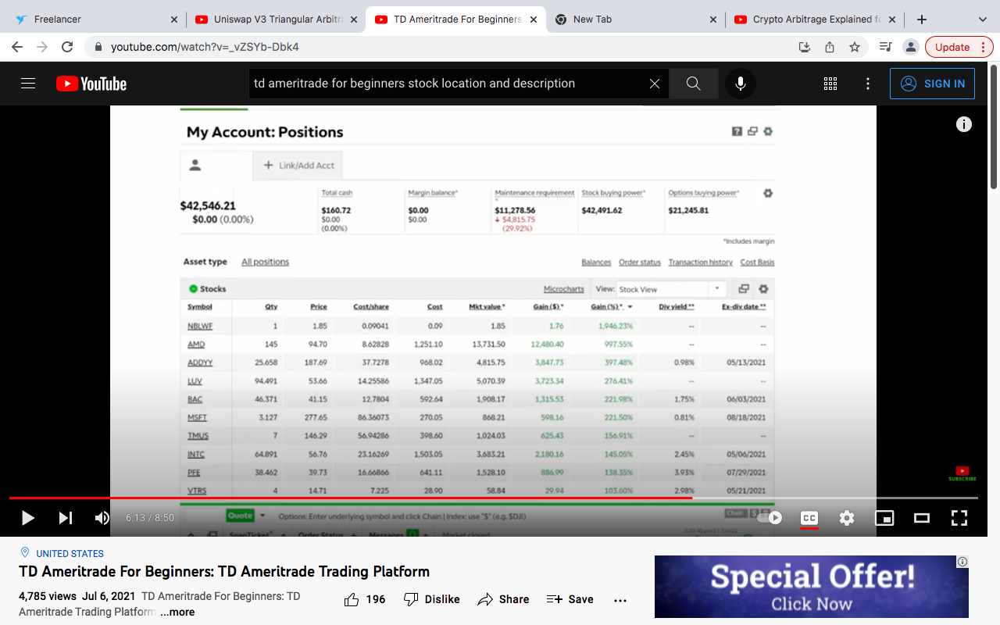 Freelancer
Uniswap V3 Triangular Arbitra
TD Ameritrade For Beginners
New Tab
Crypto Arbitrage Explained fo
youtube.com/watch?v=_vZSYb-Dbk4
Update
YouTube
td ameritrade for beginners stock location and description
SIGN IN
My Account: Positions
+ Link/Add Acct
Total cash Margin balance* Maintenance requirement* Stock buying power* Options buying power*
$42,546.21 $160.72 $0.00 $11,278.56 $42,491.62 $21,245.81
$0.00 (0.00%) $0.00 $0.00 $4,815.75
(0.00%) (29.92%)
*Includes margin
Asset type All positions Balances Order status Transaction history Cost Basis
Stocks Microcharts View: Stock View
Symbol Qty Price Cost/share Cost Mkt value* Gain ($)* Gain (%)* Div yield** Ex-div date**
NBLWF 1 1.85 0.09041 0.09 1.85 1.76 1,946.23% -- --
AMD 145 94.70 8.62828 1,251.10 13,731.50 12,480.40 997.55% -- --
ADDYY 25.658 187.69 37.7278 968.02 4,815.75 3,847.73 397.48% 0.98% 05/13/2021
LUV 94.491 53.66 14.25586 1,347.05 5,070.39 3,723.34 276.41% -- --
BAC 46.371 41.15 12.7804 592.64 1,908.17 1,315.53 221.98% 1.75% 06/03/2021
MSFT 3.127 277.65 86.36073 270.05 868.21 598.16 221.50% 0.81% 08/18/2021
TMUS 7 146.29 56.94286 398.60 1,024.03 625.43 156.91% -- --
INTC 64.891 56.76 23.16269 1,503.05 3,683.21 2,180.16 145.05% 2.45% 05/06/2021
PFE 38.462 39.73 16.66866 641.11 1,528.10 886.99 138.35% 3.93% 07/29/2021
VTRS 4 14.71 7.225 28.90 58.84 29.94 103.60% 2.98% 05/21/2021
SUBSCRIBE
Quote Options: Enter underlying symbol and click Chain | Index: use "$" (e.g. $DJI) Chain
6:13 / 8:50
CC
SnapTicket Order Status Messages Market closed 2:45:40 pm ET 7/4/21
UNITED STATES
TD Ameritrade For Beginners: TD Ameritrade Trading Platform
4,785 views Jul 6, 2021 TD Ameritrade For Beginners: TD
Ameritrade Trading Platform ...more
196 Dislike Share Save
Special Offer!
Click Now